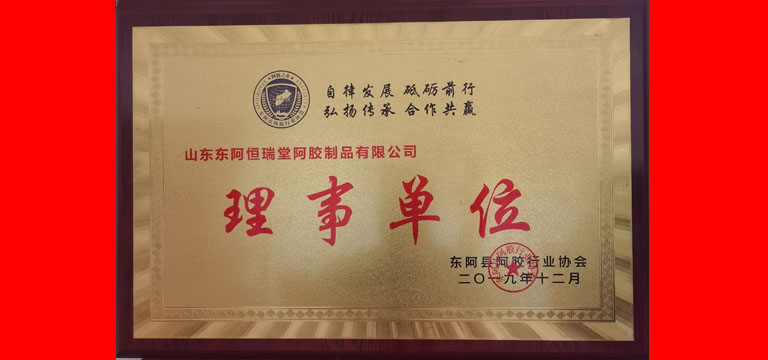 自律发展 砥砺前行
弘扬传承 合作共赢
山东东阿恒瑞堂阿胶制品有限公司
理事单位
东阿县阿胶行业协会
二〇一九年十二月